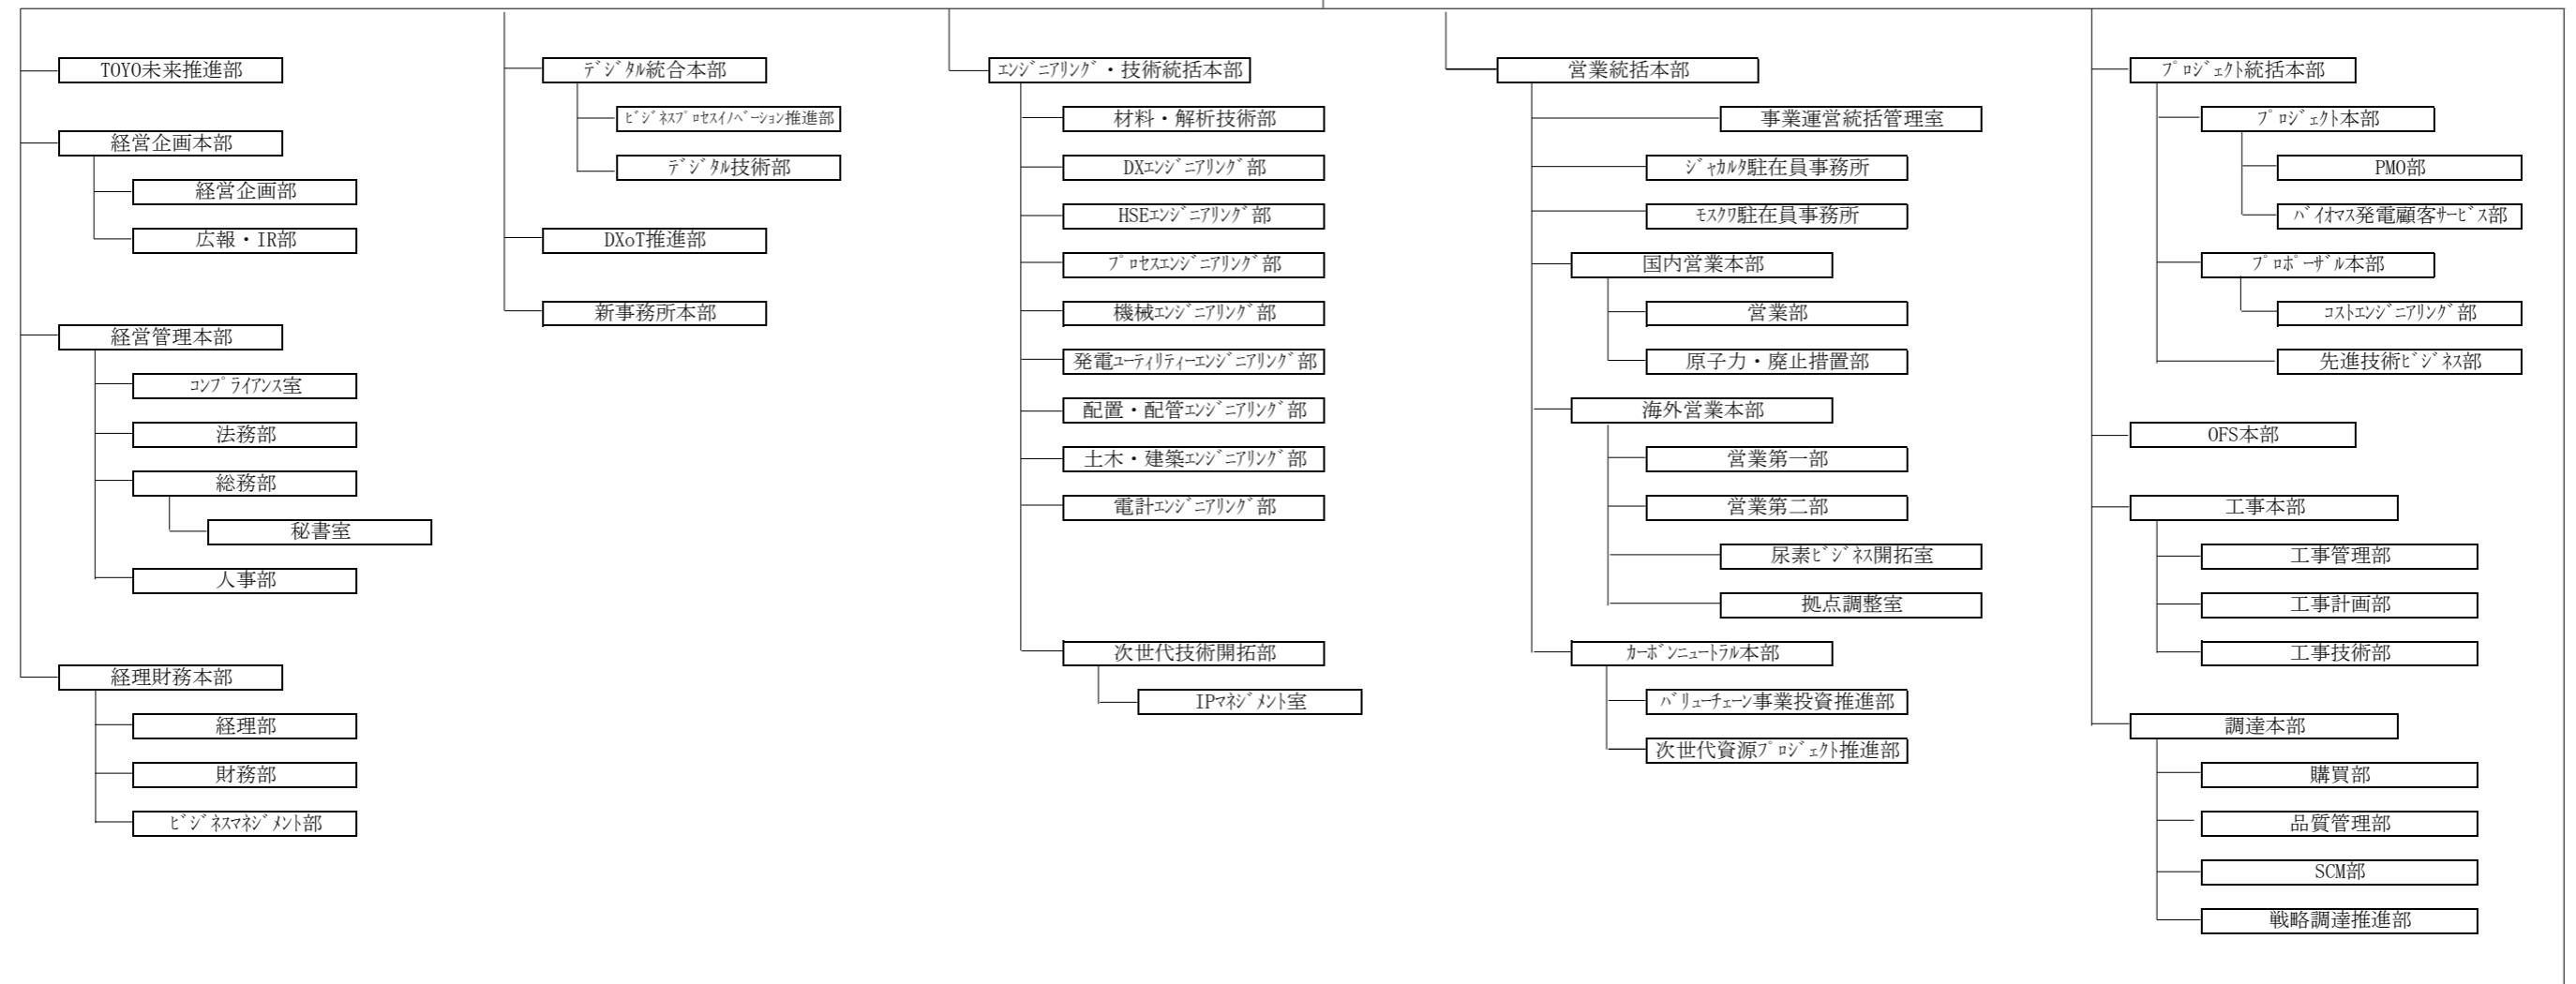 TOYO未来推進部
経営企画本部
経営企画部
広報・IR部
経営管理本部
ｺﾝﾌﾟﾗｲｱﾝｽ室
法務部
総務部
秘書室
人事部
経理財務本部
経理部
財務部
ﾋﾞｼﾞﾈｽﾏﾈｼﾞﾒﾝﾄ部
ﾃﾞｼﾞﾀﾙ統合本部
ﾋﾞｼﾞﾈｽﾌﾟﾛｾｽｲﾉﾍﾞｰｼｮﾝ推進部
ﾃﾞｼﾞﾀﾙ技術部
DXoT推進部
新事務所本部
ｴﾝｼﾞﾆｱﾘﾝｸﾞ・技術統括本部
材料・解析技術部
DXｴﾝｼﾞﾆｱﾘﾝｸﾞ部
HSEｴﾝｼﾞﾆｱﾘﾝｸﾞ部
ﾌﾟﾛｾｽｴﾝｼﾞﾆｱﾘﾝｸﾞ部
機械ｴﾝｼﾞﾆｱﾘﾝｸﾞ部
発電ﾕｰﾃｨﾘﾃｨｰｴﾝｼﾞﾆｱﾘﾝｸﾞ部
配置・配管ｴﾝｼﾞﾆｱﾘﾝｸﾞ部
土木・建築ｴﾝｼﾞﾆｱﾘﾝｸﾞ部
電計ｴﾝｼﾞﾆｱﾘﾝｸﾞ部
次世代技術開拓部
IPﾏﾈｼﾞﾒﾝﾄ室
営業統括本部
事業運営統括管理室
ｼﾞｬｶﾙﾀ駐在員事務所
ﾓｽｸﾜ駐在員事務所
国内営業本部
営業部
原子力・廃止措置部
海外営業本部
営業第一部
営業第二部
尿素ﾋﾞｼﾞﾈｽ開拓室
拠点調整室
ｶｰﾎﾞﾝﾆｭｰﾄﾗﾙ本部
ﾊﾞﾘｭｰﾁｪｰﾝ事業投資推進部
次世代資源ﾌﾟﾛｼﾞｪｸﾄ推進部
ﾌﾟﾛｼﾞｪｸﾄ統括本部
ﾌﾟﾛｼﾞｪｸﾄ本部
PMO部
ﾊﾞｲｵﾏｽ発電顧客ｻｰﾋﾞｽ部
ﾌﾟﾛﾎﾟｰｻﾞﾙ本部
ｺｽﾄｴﾝｼﾞﾆｱﾘﾝｸﾞ部
先進技術ﾋﾞｼﾞﾈｽ部
OFS本部
工事本部
工事管理部
工事計画部
工事技術部
調達本部
購買部
品質管理部
SCM部
戦略調達推進部